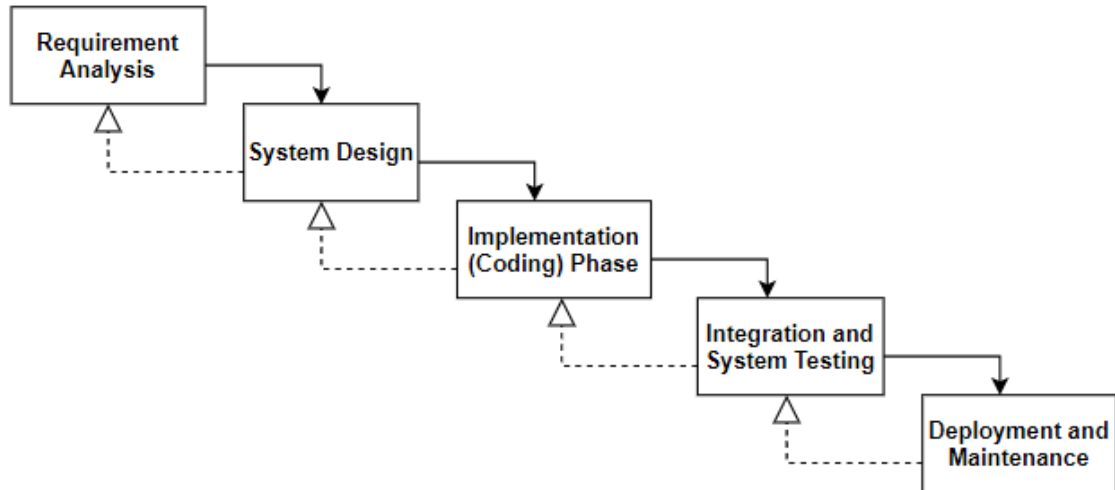 Requirement
Analysis
System Design
Implementation
(Coding) Phase
Integration and
System Testing
Deployment and
Maintenance